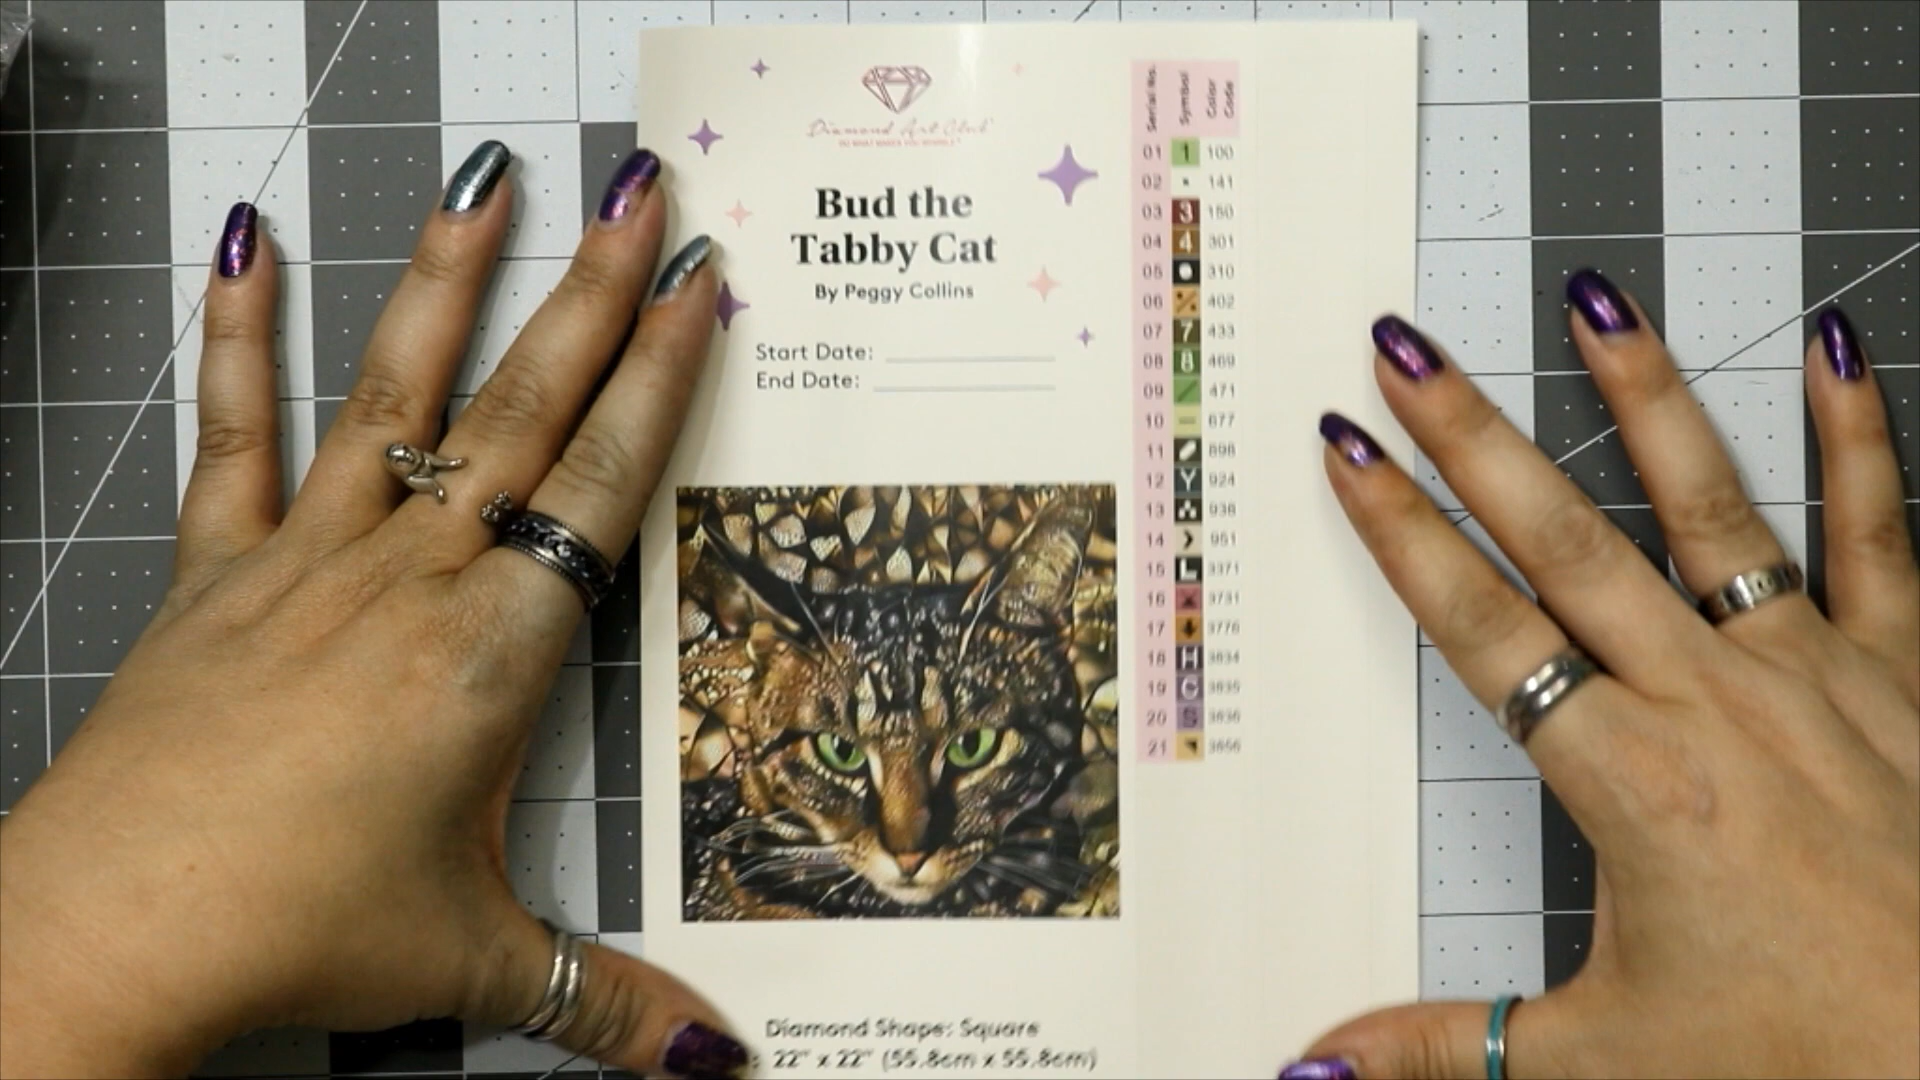 Diamond Art Club
DO WHAT MAKES YOU SPARKLE™
Bud the
Tabby Cat
By Peggy Collins
Start Date:
End Date:
Serial No. Symbol Color Code
01 1 100
02 141
03 3 150
04 4 301
05 310
06 402
07 7 433
08 8 469
09 471
10 677
11 898
12 Y 924
13 938
14 951
15 L 3371
16 3731
17 3776
18 H 3834
19 C 3835
20 S 3836
21 3856
Diamond Shape: Square
: 22" x 22" (55.8cm x 55.8cm)